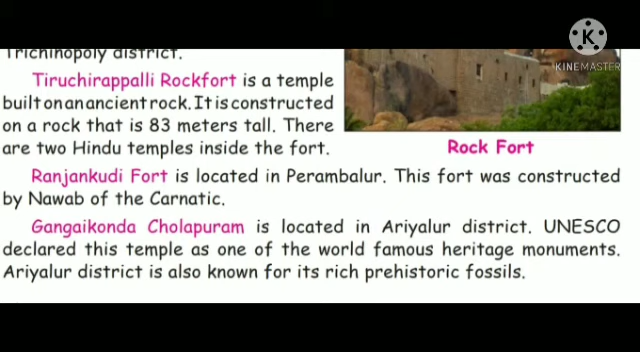 Trichinopoly district.
Tiruchirappalli Rockfort is a temple
built on an ancient rock. It is constructed
on a rock that is 83 meters tall. There
are two Hindu temples inside the fort.
Rock Fort
Ranjankudi Fort is located in Perambalur. This fort was constructed
by Nawab of the Carnatic.
Gangaikonda Cholapuram is located in Ariyalur district. UNESCO
declared this temple as one of the world famous heritage monuments.
Ariyalur district is also known for its rich prehistoric fossils.
K
KINEMASTER